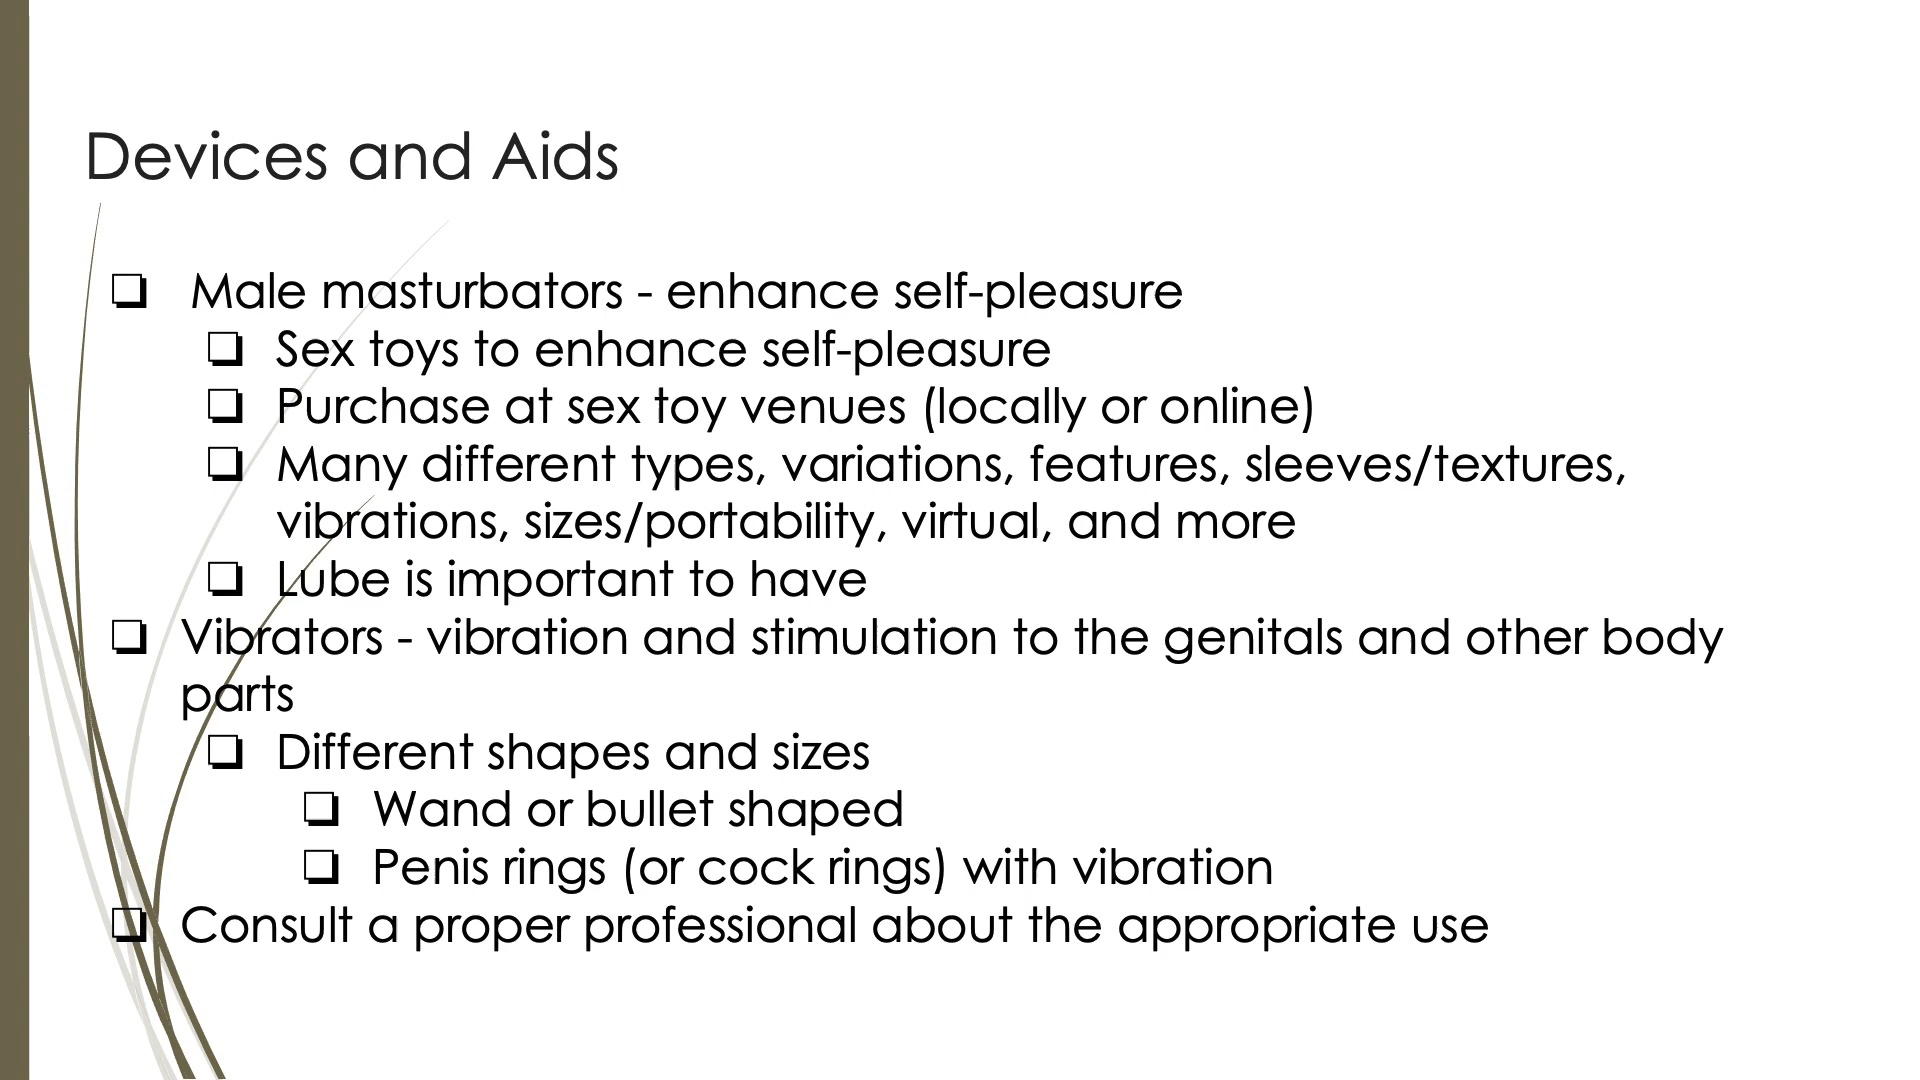 Devices and Aids
❑ Male masturbators - enhance self-pleasure
❑ Sex toys to enhance self-pleasure
❑ Purchase at sex toy venues (locally or online)
❑ Many different types, variations, features, sleeves/textures,
vibrations, sizes/portability, virtual, and more
❑ Lube is important to have
❑ Vibrators - vibration and stimulation to the genitals and other body
parts
❑ Different shapes and sizes
❑ Wand or bullet shaped
❑ Penis rings (or cock rings) with vibration
❑ Consult a proper professional about the appropriate use